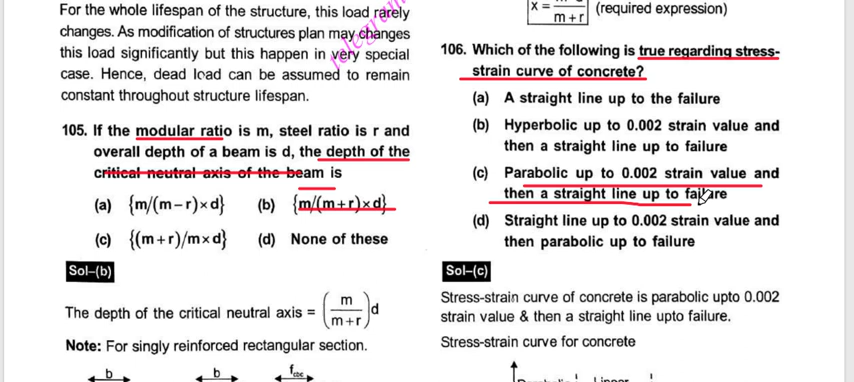 For the whole lifespan of the structure, this load rarely
changes. As modification of structures plan may changes
this load significantly but this happen in very special
case. Hence, dead load can be assumed to remain
constant throughout structure lifespan.
105. If the modular ratio is m, steel ratio is r and
overall depth of a beam is d, the depth of the
critical neutral axis of the beam is
(a) {m/(m−r)×d} (b) {m/(m+r)×d}
(c) {(m+r)/m×d} (d) None of these
Sol–(b)
The depth of the critical neutral axis = (m/(m+r))d
Note: For singly reinforced rectangular section.
b b f_cbc
x = /(m+r) (required expression)
106. Which of the following is true regarding stress-
strain curve of concrete?
(a) A straight line up to the failure
(b) Hyperbolic up to 0.002 strain value and
then a straight line up to failure
(c) Parabolic up to 0.002 strain value and
then a straight line up to failure
(d) Straight line up to 0.002 strain value and
then parabolic up to failure
Sol–(c)
Stress-strain curve of concrete is parabolic upto 0.002
strain value & then a straight line upto failure.
Stress-strain curve for concrete
telegram